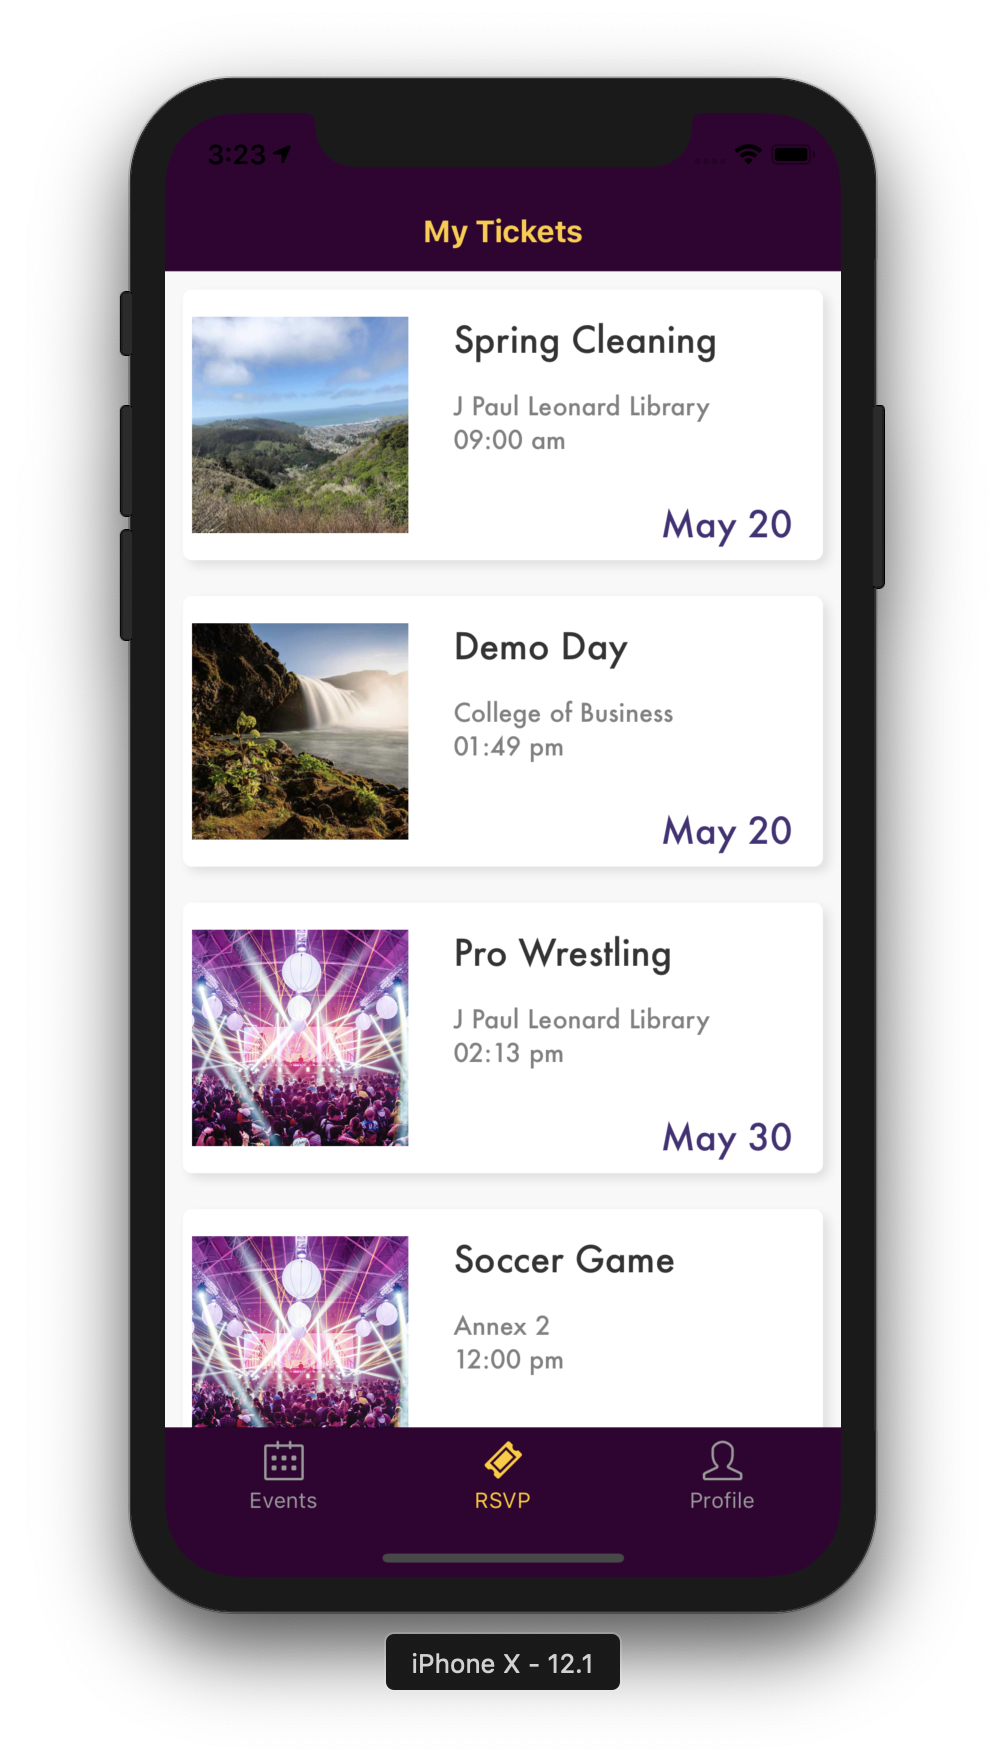 3:23
My Tickets
Spring Cleaning
J Paul Leonard Library
09:00 am
May 20
Demo Day
College of Business
01:49 pm
May 20
Pro Wrestling
J Paul Leonard Library
02:13 pm
May 30
Soccer Game
Annex 2
12:00 pm
Events
RSVP
Profile
iPhone X - 12.1